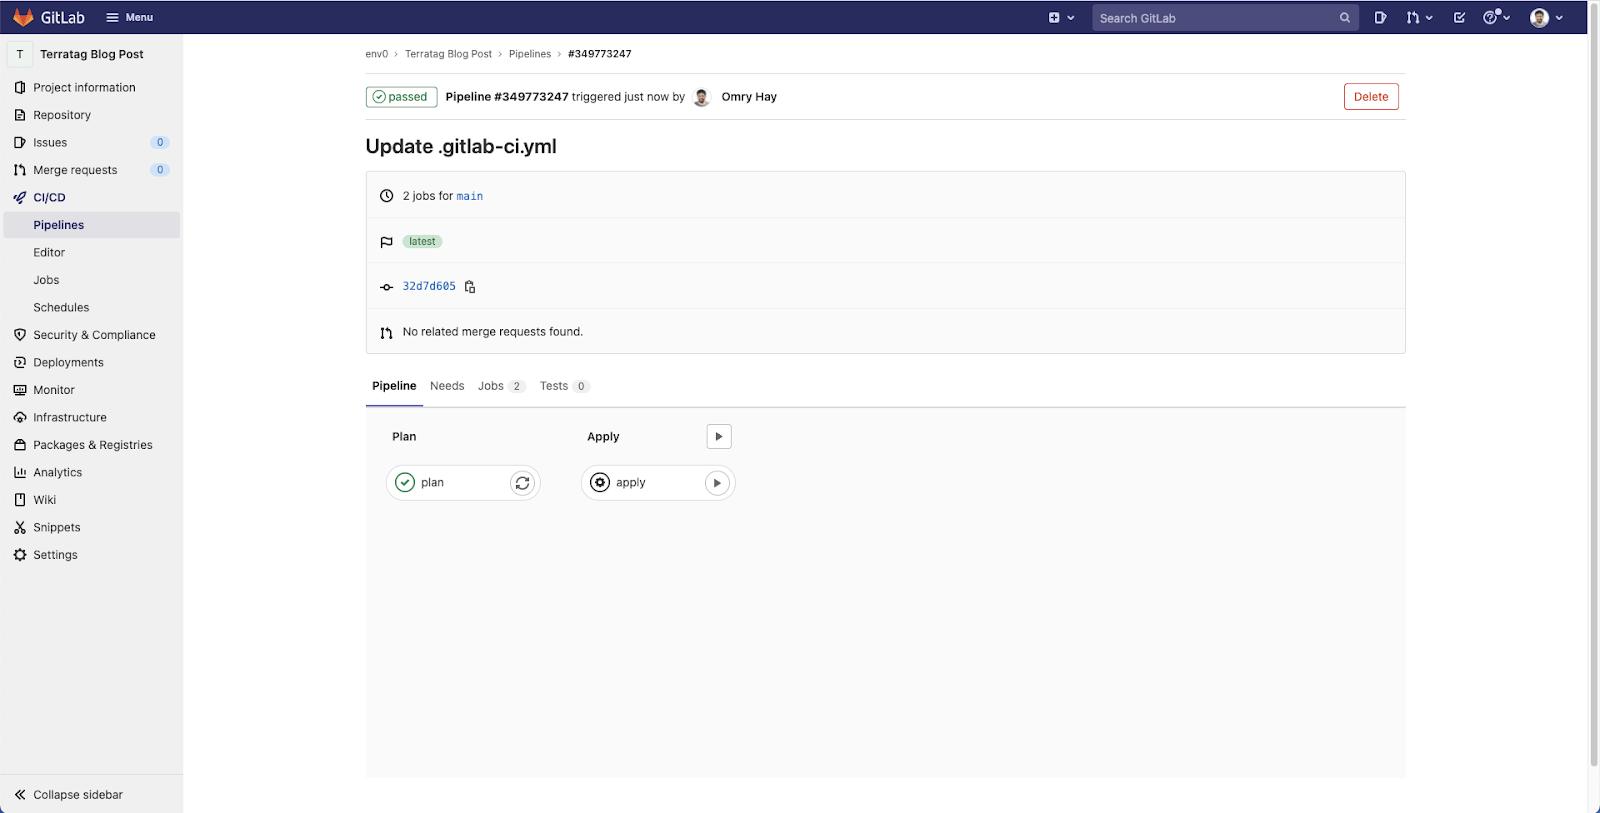 GitLab Menu Search GitLab
T Terratag Blog Post
Project information
Repository
Issues 0
Merge requests 0
CI/CD
Pipelines
Editor
Jobs
Schedules
Security & Compliance
Deployments
Monitor
Infrastructure
Packages & Registries
Analytics
Wiki
Snippets
Settings
Collapse sidebar
env0 › Terratag Blog Post › Pipelines › #349773247
passed Pipeline #349773247 triggered just now by Omry Hay Delete
Update .gitlab-ci.yml
2 jobs for main
latest
32d7d605
No related merge requests found.
Pipeline Needs Jobs 2 Tests 0
Plan Apply
plan apply